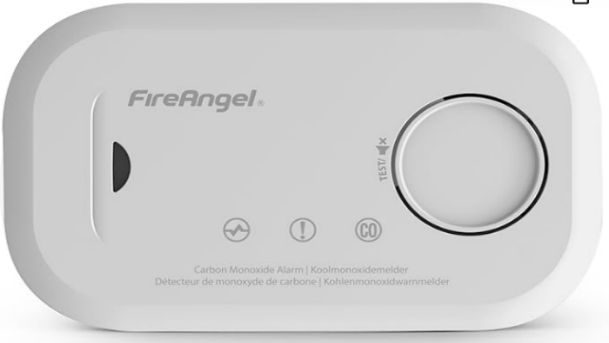 FireAngel®
TEST/
CO
Carbon Monoxide Alarm | Koolmonoxidemelder
Détecteur de monoxyde de carbone | Kohlenmonoxidwarnmelder